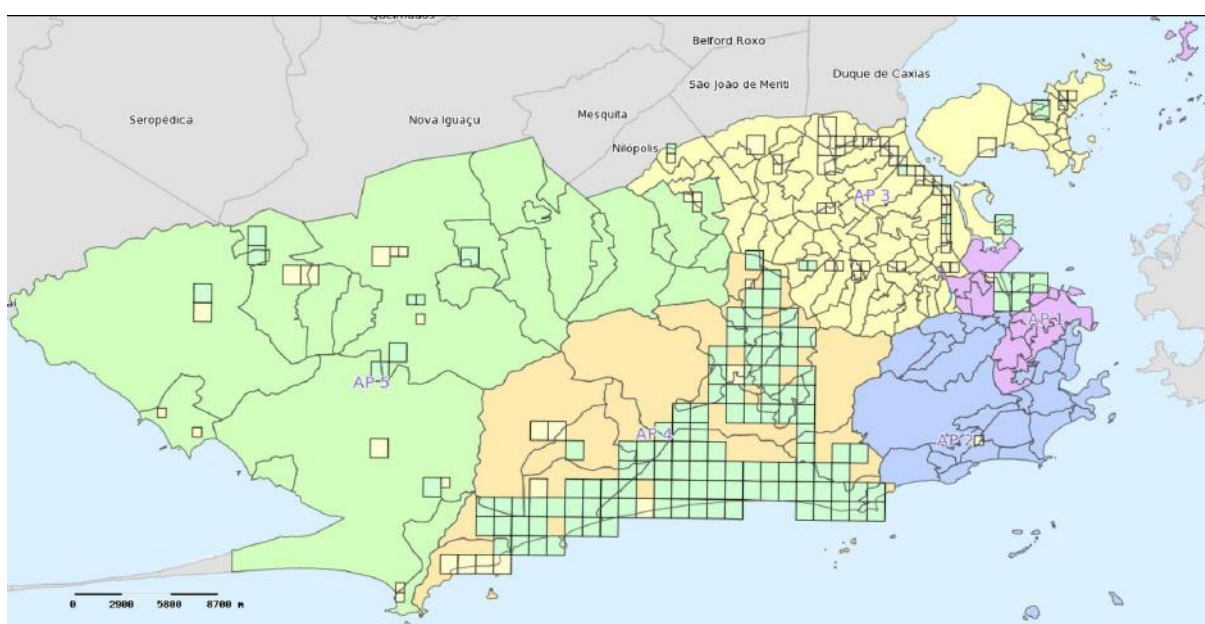 Belford Roxo
São João de Meriti
Duque de Caxias
Seropédica
Nova Iguaçu
Mesquita
Nilópolis
AP 3
AP 1
AP 5
AP 4
AP 2
0 2900 5800 8700 m